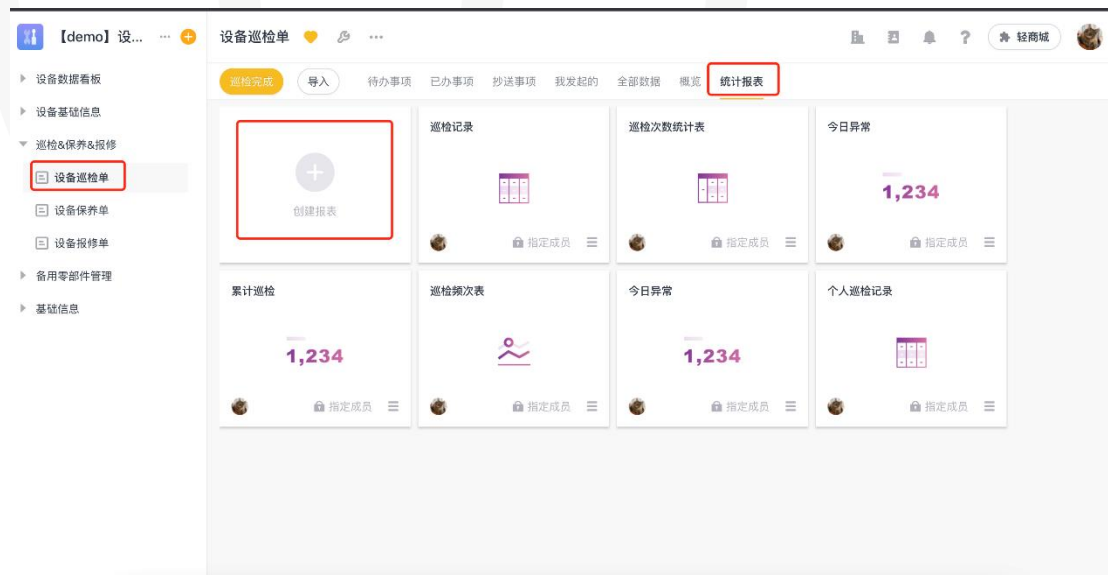 【demo】设... ...
设备巡检单 ...
? 轻商城
设备数据看板
设备基础信息
巡检&保养&报修
设备巡检单
设备保养单
设备报修单
备用零部件管理
基础信息
巡检完成 导入 待办事项 已办事项 抄送事项 我发起的 全部数据 概览 统计报表
创建报表
巡检记录
指定成员
巡检次数统计表
指定成员
今日异常
1,234
指定成员
累计巡检
1,234
指定成员
巡检频次表
指定成员
今日异常
1,234
指定成员
个人巡检记录
指定成员